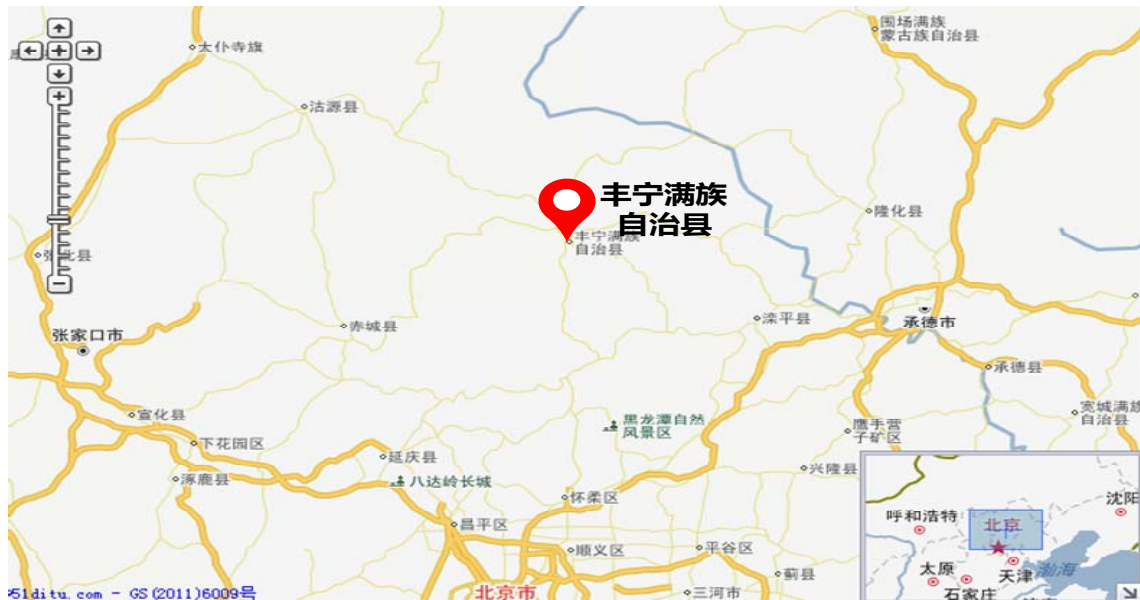 围场满族
蒙古族自治县
太仆寺旗
沽源县
丰宁满族
自治县
丰宁满族
自治县
隆化县
张北县
张家口市
赤城县
滦平县
承德市
承德县
宽城满族
自治县
宣化县
黑龙潭自然
风景区
鹰手营
子矿区
下花园区
延庆县
兴隆县
涿鹿县
八达岭长城
怀柔区
昌平区
顺义区
平谷区
蓟县
北京市
三河市
呼和浩特
北京
沈阳
太原
天津
渤海
石家庄
51ditu.com - GS(2011)6009号